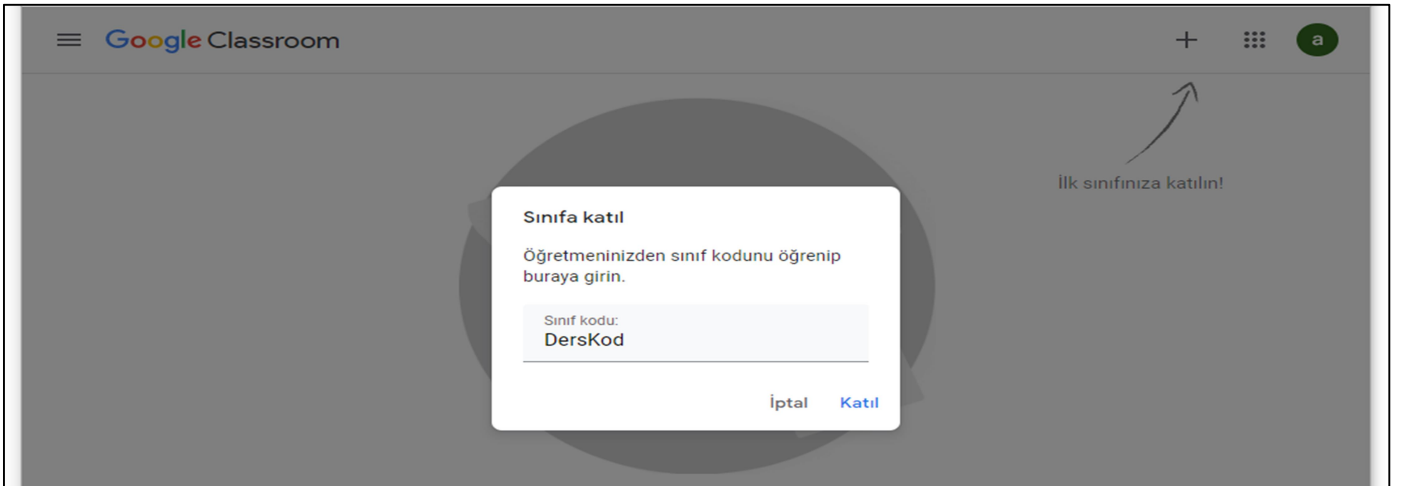 Google Classroom
a
İlk sınıfınıza katılın!
Sınıfa katıl
Öğretmeninizden sınıf kodunu öğrenip
buraya girin.
Sınıf kodu:
DersKod
İptal Katıl